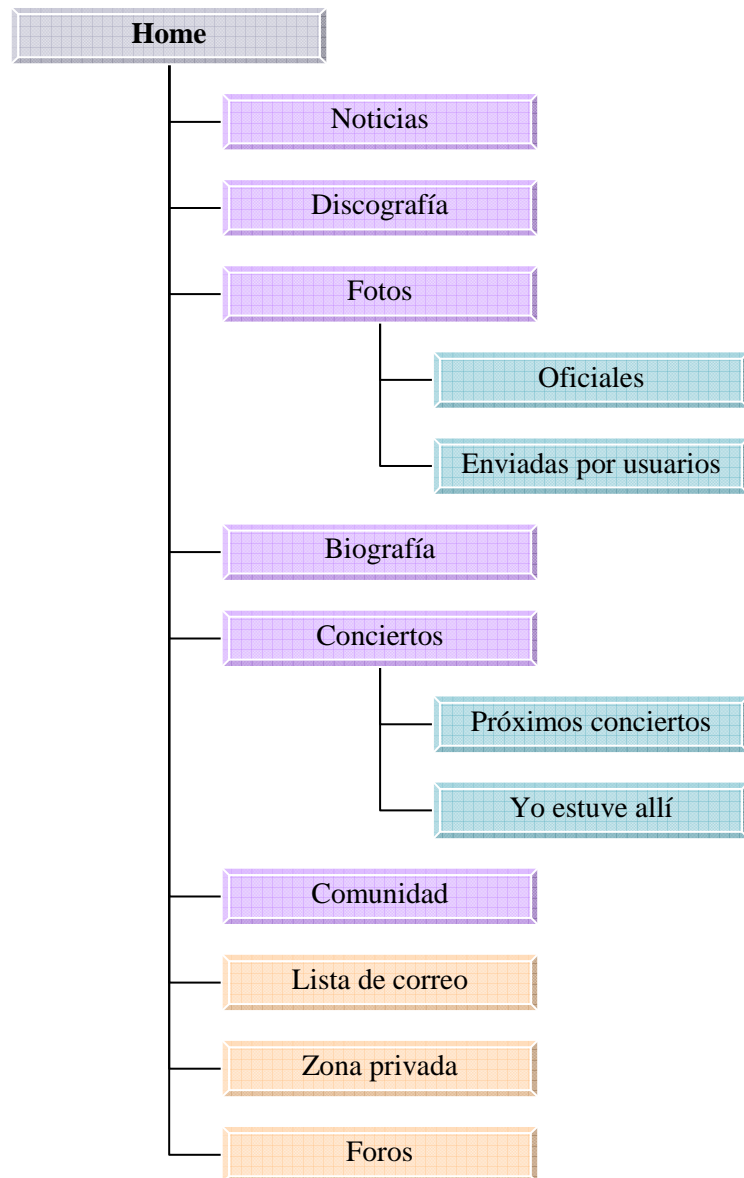 Home
Noticias
Discografía
Fotos
Oficiales
Enviadas por usuarios
Biografía
Conciertos
Próximos conciertos
Yo estuve allí
Comunidad
Lista de correo
Zona privada
Foros